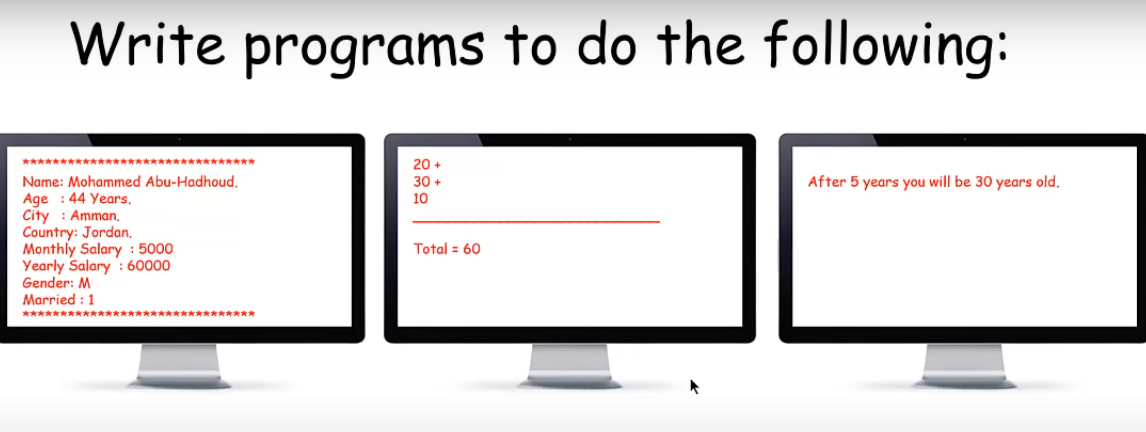 Write programs to do the following:
*******************************
Name: Mohammed Abu-Hadhoud.
Age : 44 Years.
City : Amman.
Country: Jordan.
Monthly Salary : 5000
Yearly Salary : 60000
Gender: M
Married : 1
*******************************
20 +
30 +
10
_______________________________
Total = 60
After 5 years you will be 30 years old.